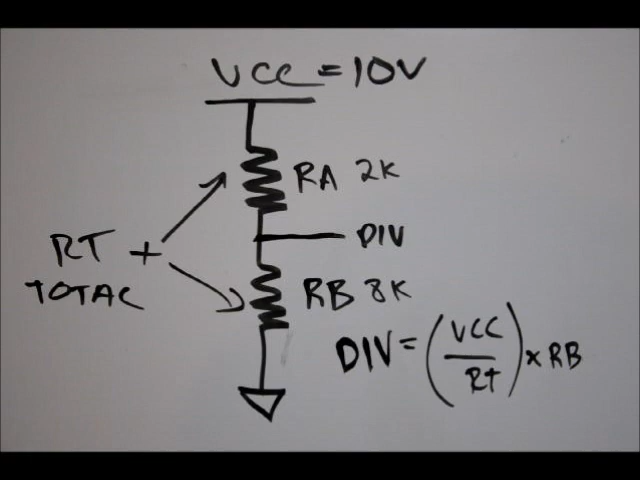 VCC = 10V
RA 2K
DIV
RT +
TOTAL
RB 8K
DIV = (VCC / Rt) × RB